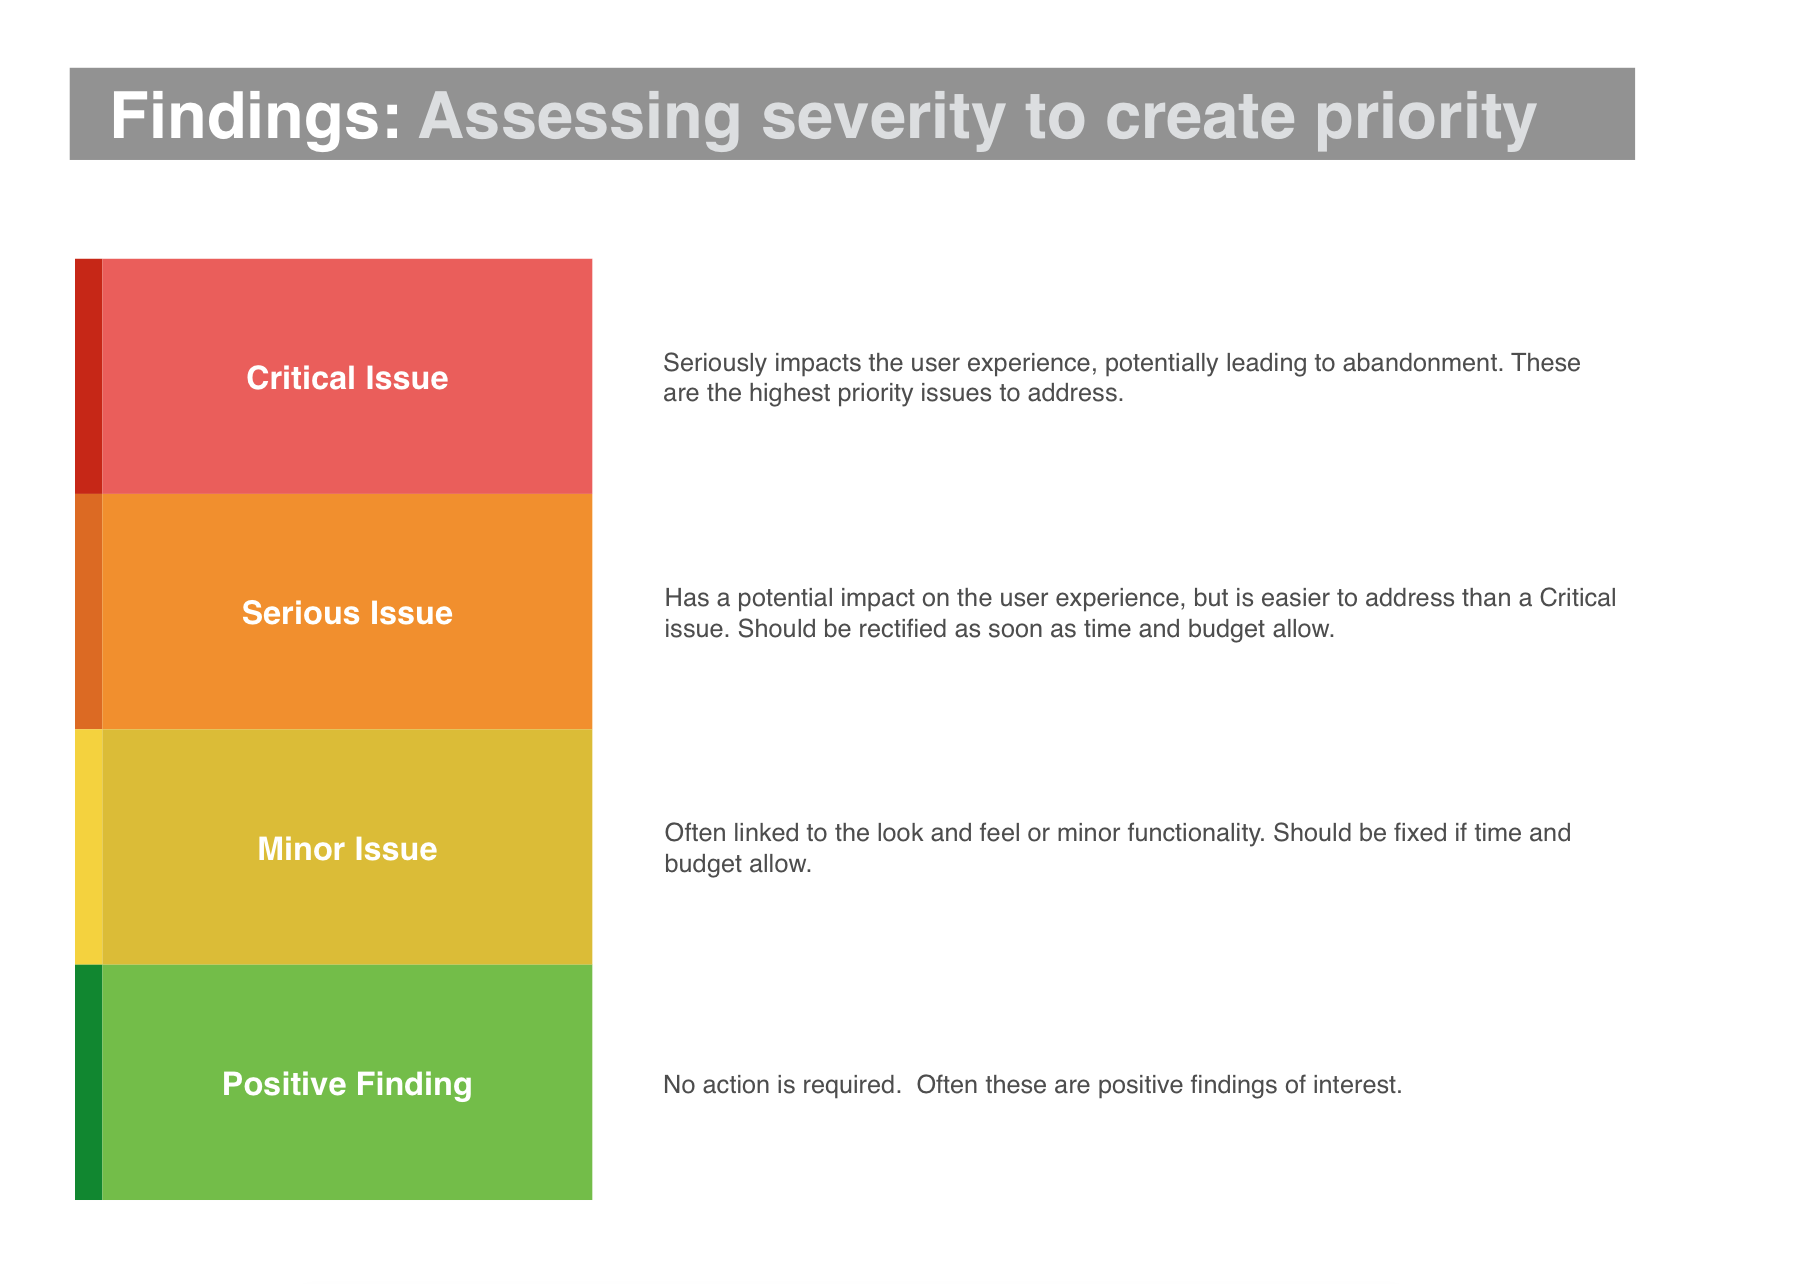 Findings: Assessing severity to create priority
Critical Issue
Seriously impacts the user experience, potentially leading to abandonment. These
are the highest priority issues to address.
Serious Issue
Has a potential impact on the user experience, but is easier to address than a Critical
issue. Should be rectified as soon as time and budget allow.
Minor Issue
Often linked to the look and feel or minor functionality. Should be fixed if time and
budget allow.
Positive Finding
No action is required.  Often these are positive findings of interest.